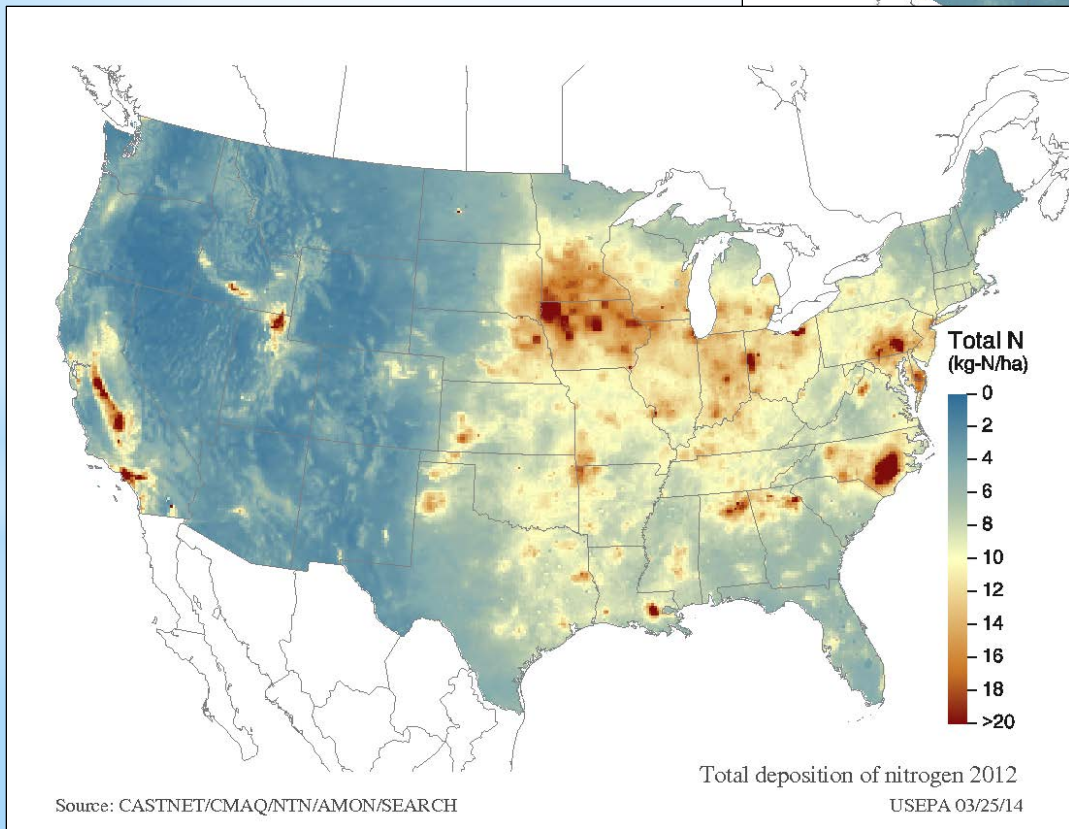 Total N
(kg-N/ha)
0
2
4
6
8
10
12
14
16
18
>20
Total deposition of nitrogen 2012
Source: CASTNET/CMAQ/NTN/AMON/SEARCH
USEPA 03/25/14